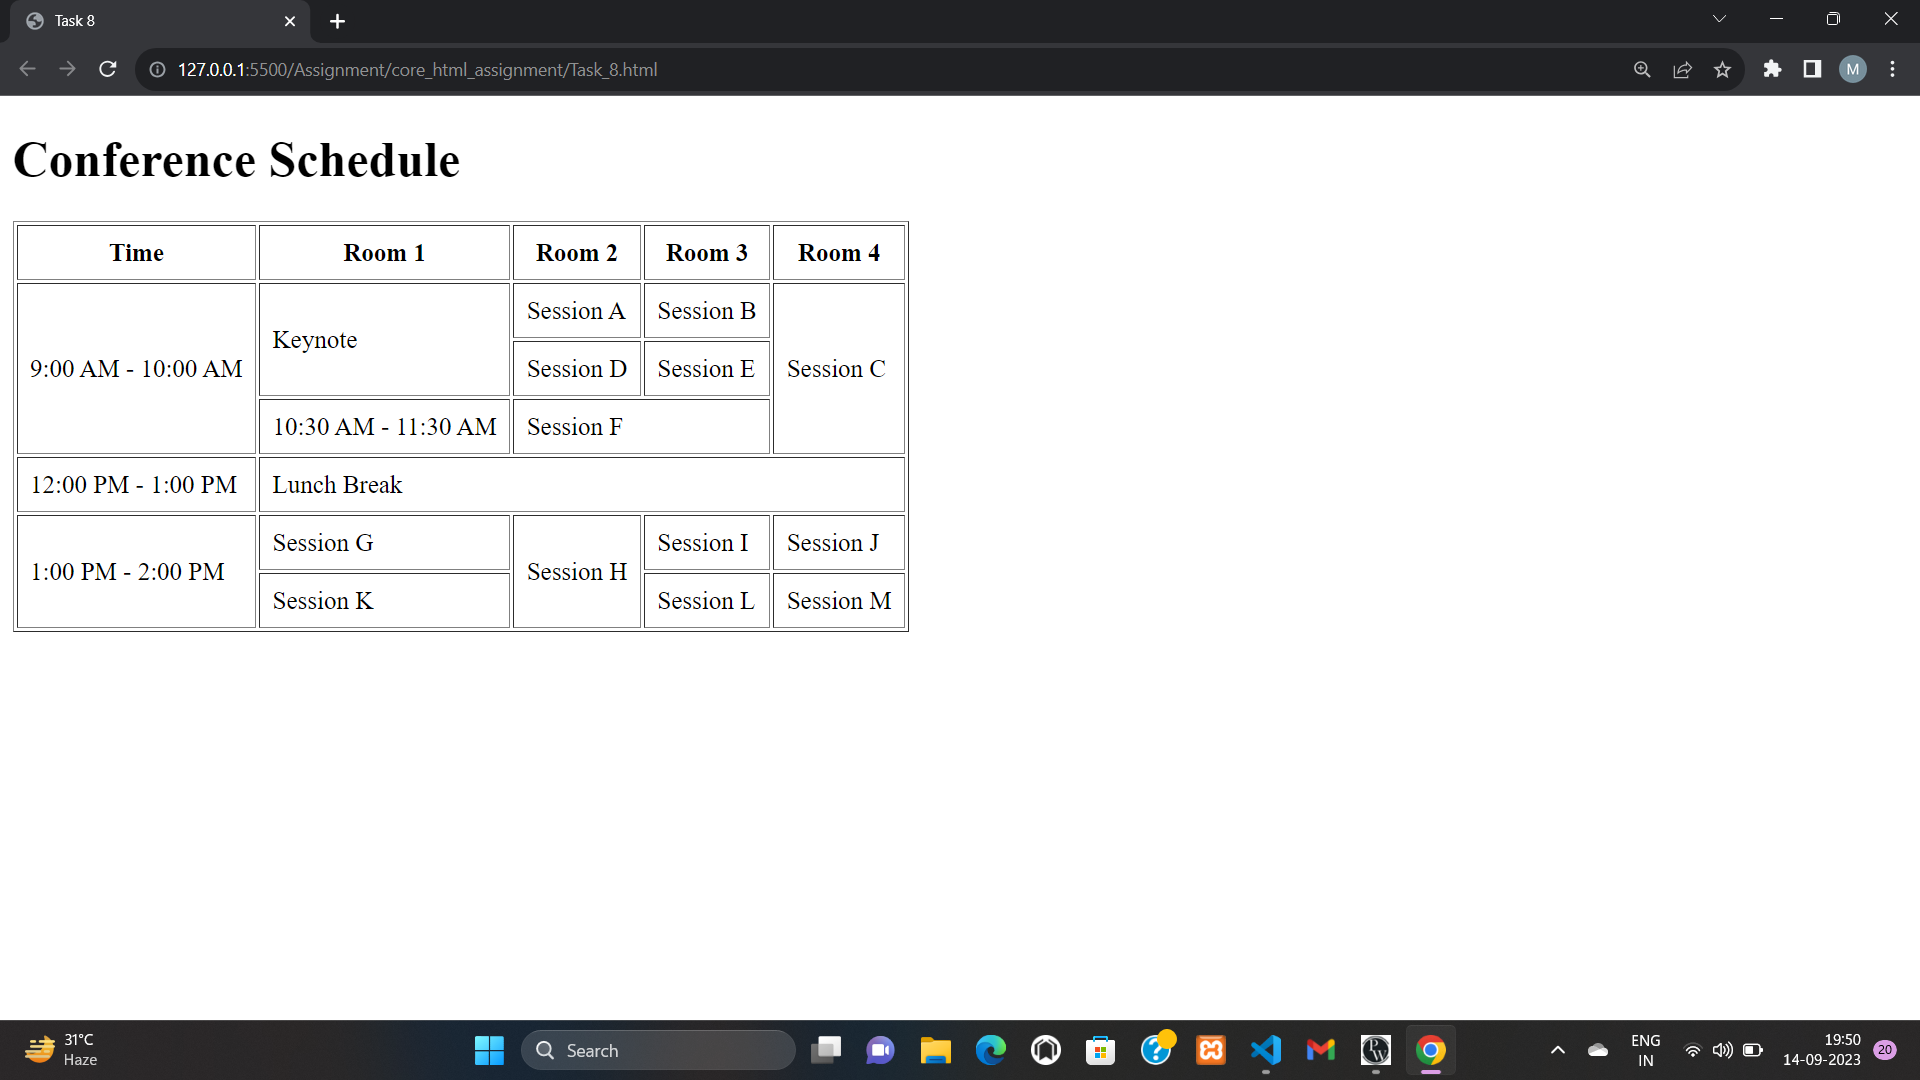 Task 8
127.0.0.1:5500/Assignment/core_html_assignment/Task_8.html
M
Conference Schedule
Time Room 1 Room 2 Room 3 Room 4
9:00 AM - 10:00 AM Keynote Session A Session B Session C
Session D Session E
10:30 AM - 11:30 AM Session F
12:00 PM - 1:00 PM Lunch Break
1:00 PM - 2:00 PM Session G Session H Session I Session J
Session K Session L Session M
31°C
Haze
Search
PW
ENG
IN
19:50
14-09-2023
20